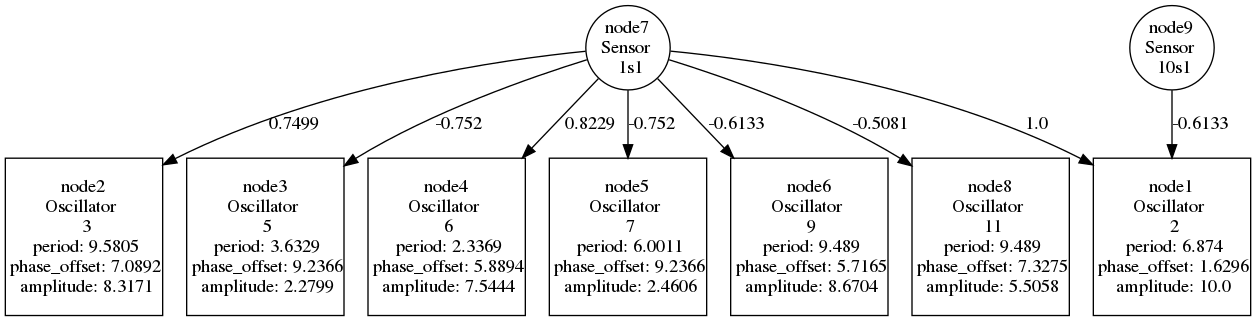 node7
Sensor
1s1
node9
Sensor
10s1
0.7499
-0.752
0.8229
-0.752
-0.6133
-0.5081
1.0
-0.6133
node2
Oscillator
3
period: 9.5805
phase_offset: 7.0892
amplitude: 8.3171
node3
Oscillator
5
period: 3.6329
phase_offset: 9.2366
amplitude: 2.2799
node4
Oscillator
6
period: 2.3369
phase_offset: 5.8894
amplitude: 7.5444
node5
Oscillator
7
period: 6.0011
phase_offset: 9.2366
amplitude: 2.4606
node6
Oscillator
9
period: 9.489
phase_offset: 5.7165
amplitude: 8.6704
node8
Oscillator
11
period: 9.489
phase_offset: 7.3275
amplitude: 5.5058
node1
Oscillator
2
period: 6.874
phase_offset: 1.6296
amplitude: 10.0